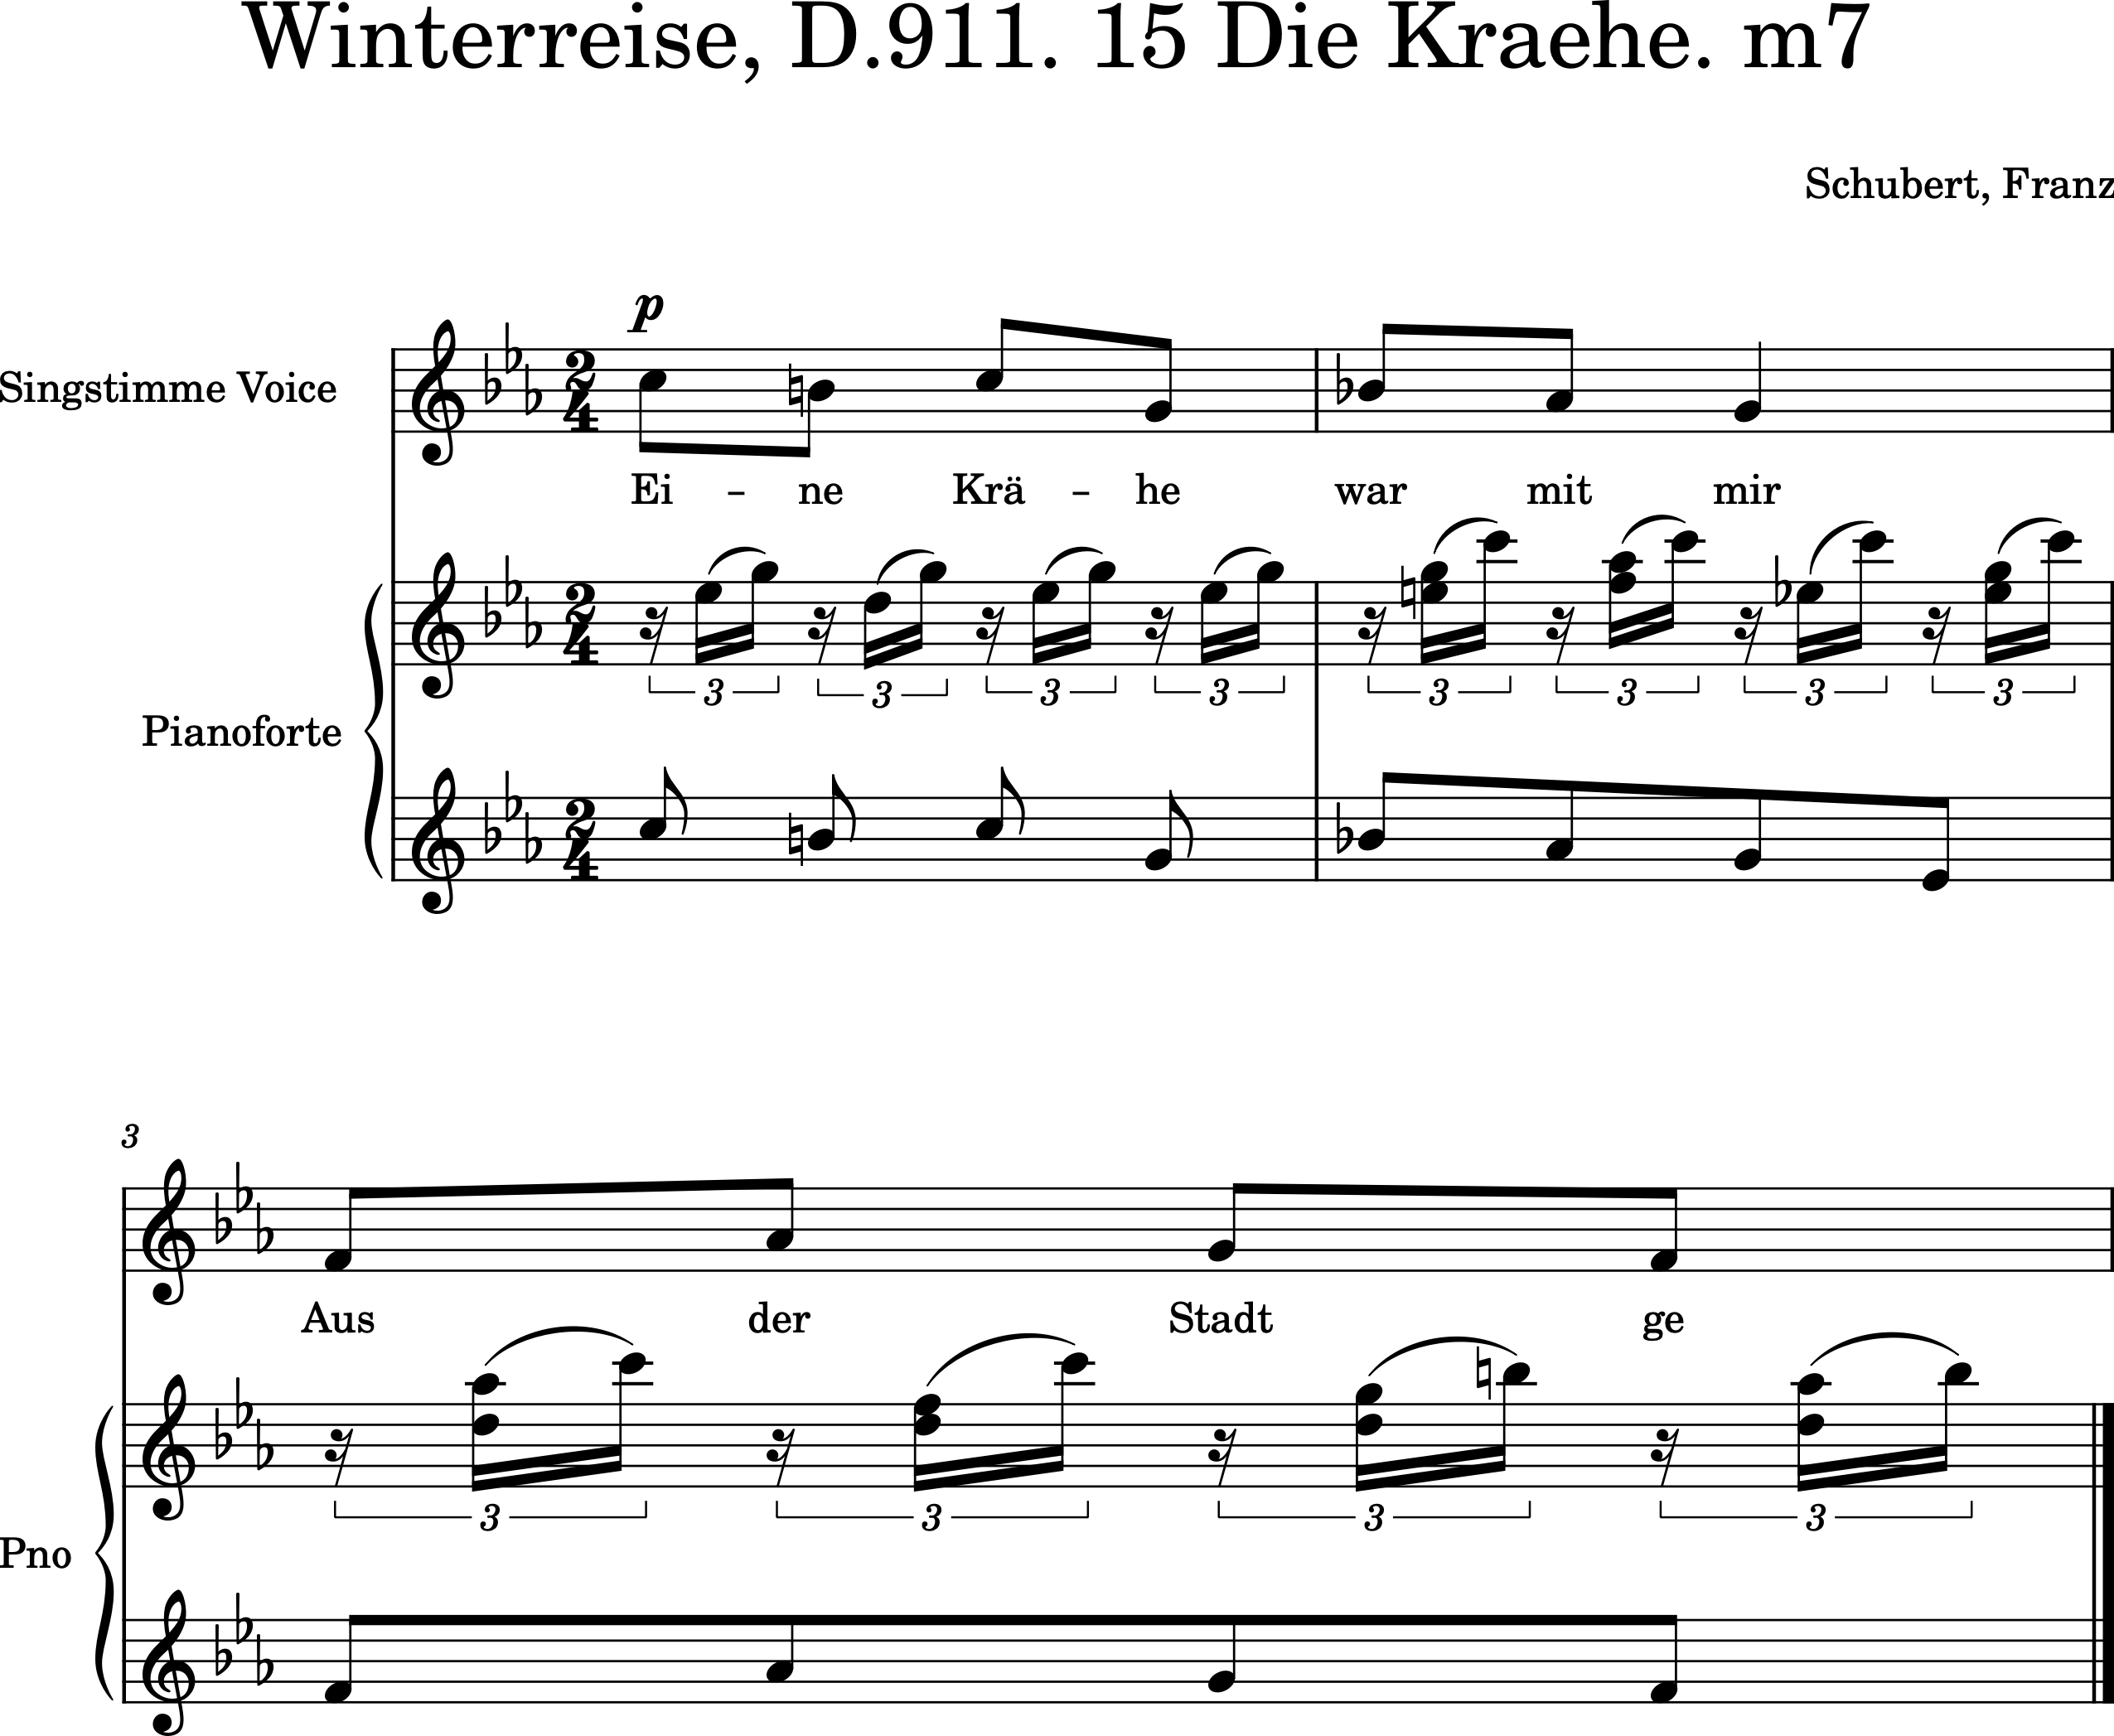 Winterreise, D.911. 15 Die Kraehe. m7
Schubert, Franz
p
Singstimme Voice
Ei - ne Krä - he war mit mir
3 3 3 3 3 3 3 3
Pianoforte
3
Aus der Stadt ge
3 3 3 3
Pno